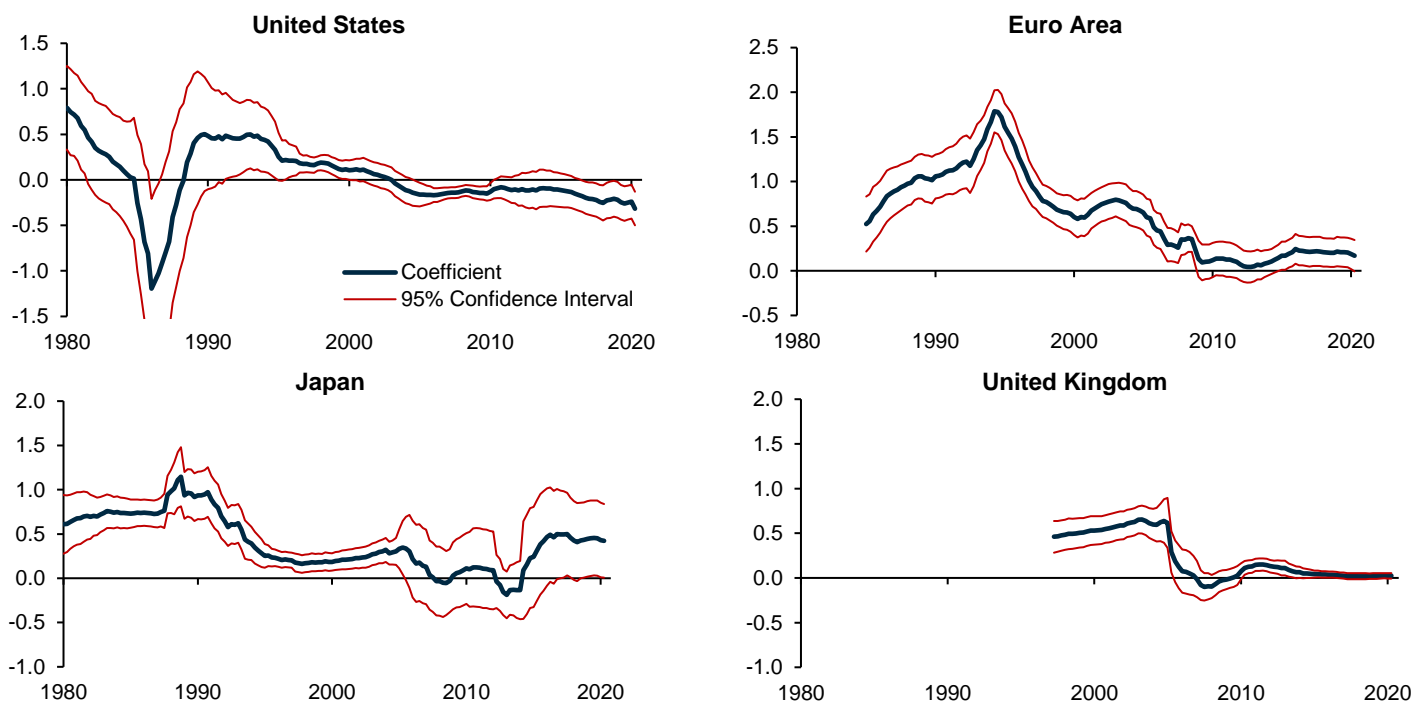 United States
1.5
1.0
0.5
0.0
-0.5
-1.0
-1.5
1980 1990 2000 2010 2020
Coefficient
95% Confidence Interval
Euro Area
2.5
2.0
1.5
1.0
0.5
0.0
-0.5
1980 1990 2000 2010 2020
Japan
2.0
1.5
1.0
0.5
0.0
-0.5
-1.0
1980 1990 2000 2010 2020
United Kingdom
2.0
1.5
1.0
0.5
0.0
-0.5
-1.0
1980 1990 2000 2010 2020